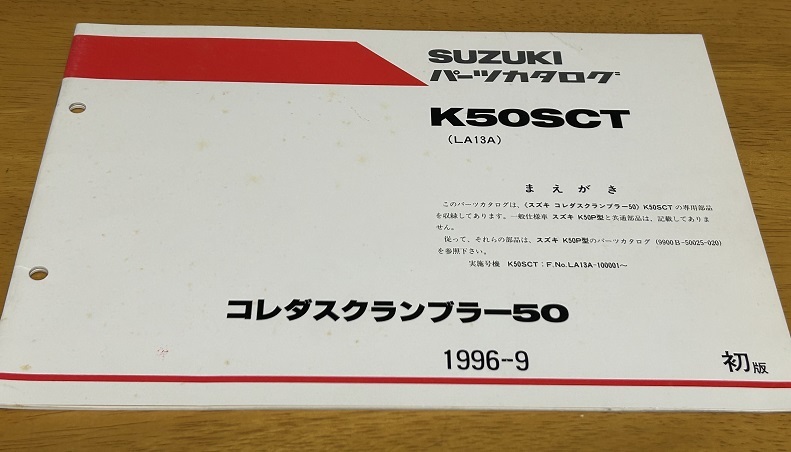 SUZUKI
パーツカタログ
K50SCT
(LA13A)
まえがき
このパーツカタログは、(スズキ コレダスクランブラー50) K50SCT の専用部品
を収録してあります。一般仕様車 スズキ K50P型と共通部品は、記載してありま
せん。
従って、それらの部品は、スズキ K50P型のパーツカタログ (9900B-50025-020)
を参照下さい。
実施号機 K50SCT:F.No.LA13A-100001~
コレダスクランブラー50
1996-9
初版